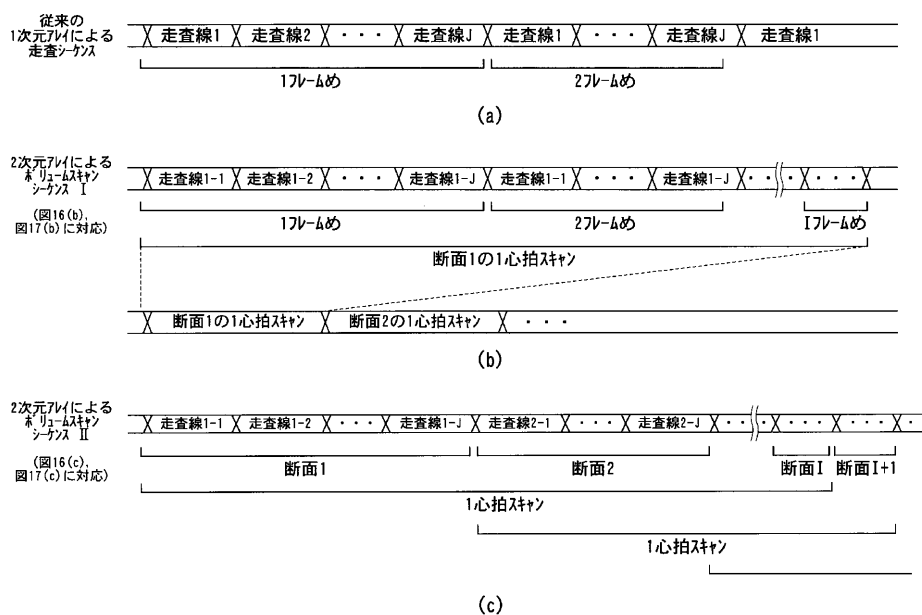 従来の
1次元ｱﾚｲによる
走査ｼｰｹﾝｽ
走査線1 走査線2 ・・・ 走査線J 走査線1 ・・・ 走査線J 走査線1
1ﾌﾚｰﾑめ 2ﾌﾚｰﾑめ
(a)
2次元ｱﾚｲによる
ﾎﾞﾘｭｰﾑｽｷｬﾝ
ｼｰｹﾝｽ I
(図16(b),
図17(b)に対応)
走査線1-1 走査線1-2 ・・・ 走査線1-J 走査線1-1 ・・・ 走査線1-J ・・・ ・・・
1ﾌﾚｰﾑめ 2ﾌﾚｰﾑめ Iﾌﾚｰﾑめ
断面1の1心拍ｽｷｬﾝ
断面1の1心拍ｽｷｬﾝ 断面2の1心拍ｽｷｬﾝ ・・・
(b)
2次元ｱﾚｲによる
ﾎﾞﾘｭｰﾑｽｷｬﾝ
ｼｰｹﾝｽ II
(図16(c),
図17(c)に対応)
走査線1-1 走査線1-2 ・・・ 走査線1-J 走査線2-1 ・・・ 走査線2-J ・・・ ・・・ ・・・ ・・
断面1 断面2 断面I 断面I+1
1心拍ｽｷｬﾝ
1心拍ｽｷｬﾝ
(c)